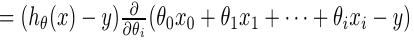 = (h_θ(x) − y) ∂/∂θ_i (θ_0x_0 + θ_1x_1 + ⋯ + θ_ix_i − y)